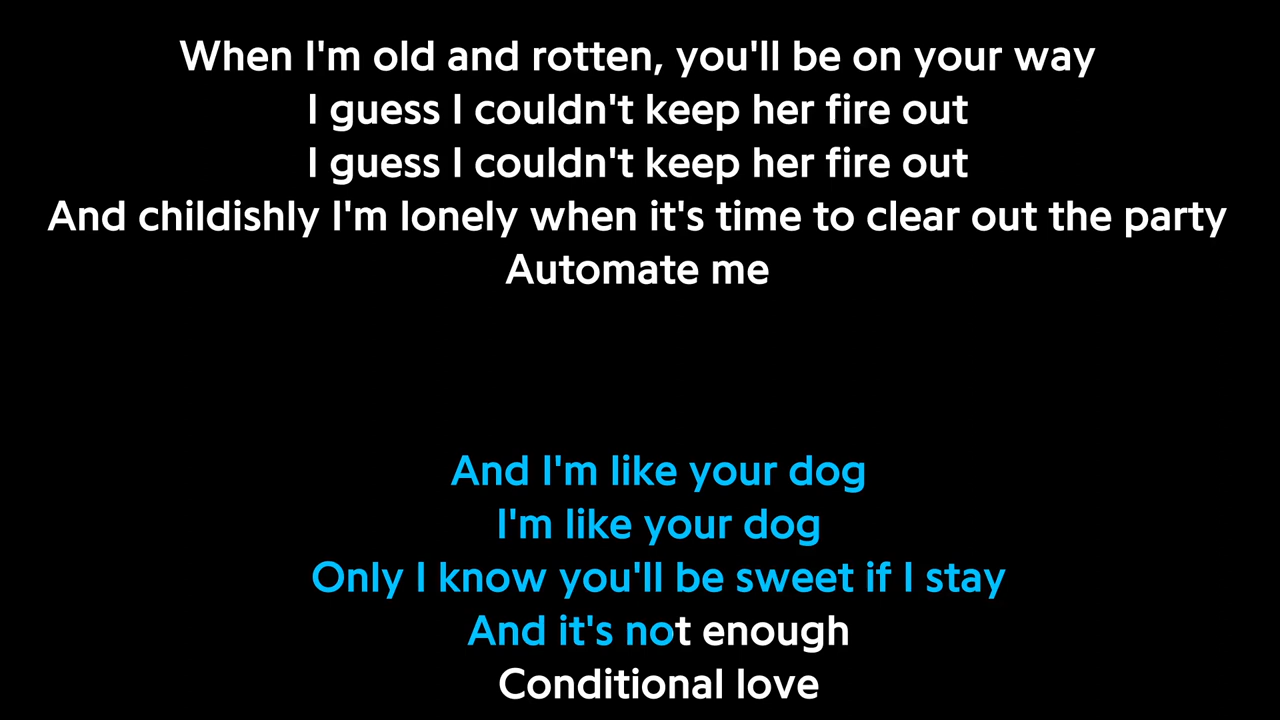 When I'm old and rotten, you'll be on your way
I guess I couldn't keep her fire out
I guess I couldn't keep her fire out
And childishly I'm lonely when it's time to clear out the party
Automate me
And I'm like your dog
I'm like your dog
Only I know you'll be sweet if I stay
And it's not enough
Conditional love